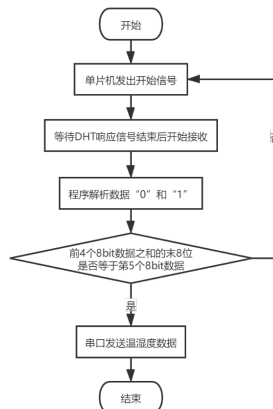 开始
单片机发出开始信号
等待DHT响应信号结束后开始接收
程序解析数据“0”和“1”
前4个8bit数据之和的末8位
是否等于第5个8bit数据
是
串口发送温湿度数据
结束